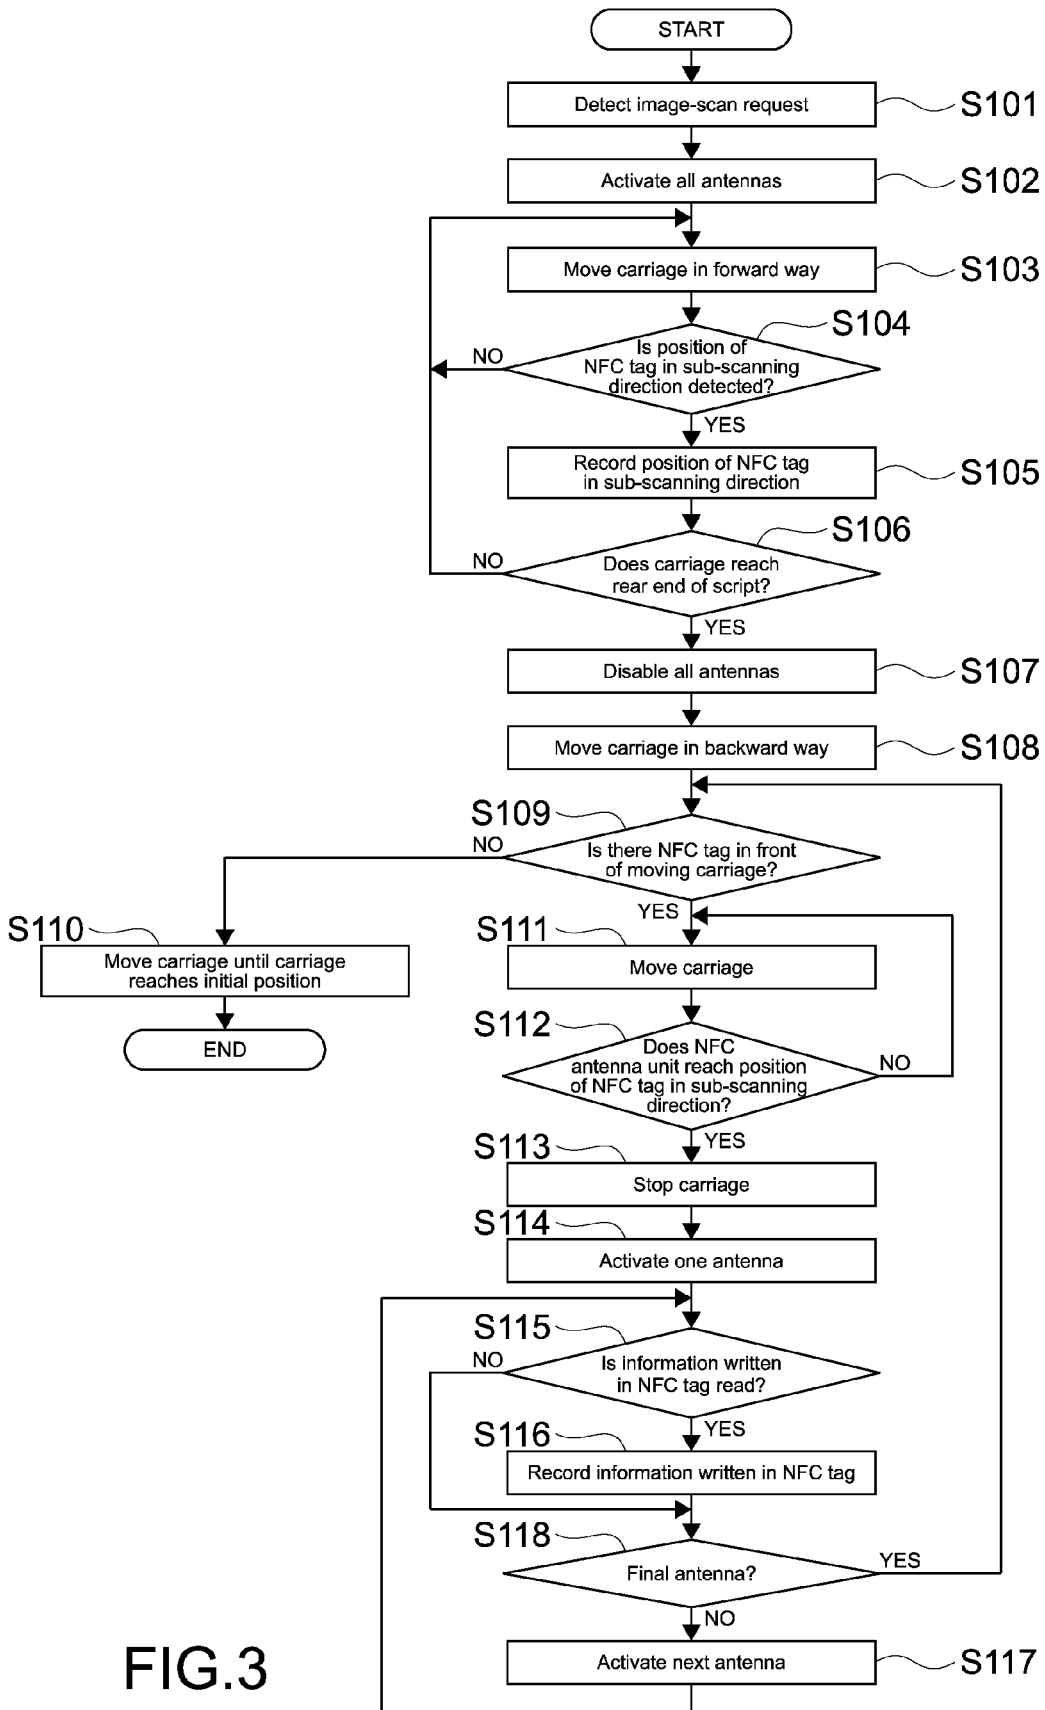 START
Detect image-scan request
S101
Activate all antennas
S102
Move carriage in forward way
S103
S104
Is position of
NFC tag in sub-scanning
direction detected?
NO
YES
Record position of NFC tag
in sub-scanning direction
S105
S106
Does carriage reach
rear end of script?
NO
YES
Disable all antennas
S107
Move carriage in backward way
S108
S109
NO
Is there NFC tag in front
of moving carriage?
YES
S110
Move carriage until carriage
reaches initial position
END
S111
Move carriage
S112
Does NFC
antenna unit reach position
of NFC tag in sub-scanning
direction?
NO
YES
S113
Stop carriage
S114
Activate one antenna
S115
NO
Is information written
in NFC tag read?
YES
S116
Record information written in NFC tag
S118
Final antenna?
YES
NO
Activate next antenna
S117
FIG.3